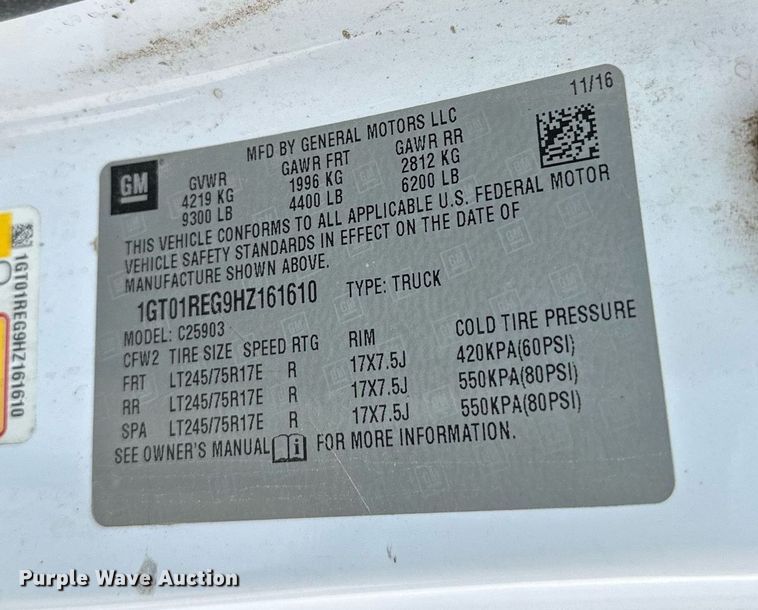 11/16
MFD BY GENERAL MOTORS LLC
GM
GVWR GAWR FRT GAWR RR
4219 KG 1996 KG 2812 KG
9300 LB 4400 LB 6200 LB
THIS VEHICLE CONFORMS TO ALL APPLICABLE U.S. FEDERAL MOTOR
VEHICLE SAFETY STANDARDS IN EFFECT ON THE DATE OF
MANUFACTURE SHOWN ABOVE.
1GT01REG9HZ161610 TYPE: TRUCK
MODEL: C25903
CFW2 TIRE SIZE SPEED RTG RIM COLD TIRE PRESSURE
FRT LT245/75R17E R 17X7.5J 420KPA(60PSI)
RR LT245/75R17E R 17X7.5J 550KPA(80PSI)
SPA LT245/75R17E R 17X7.5J 550KPA(80PSI)
SEE OWNER'S MANUAL i FOR MORE INFORMATION.
1GT01REG9HZ161610
Purple Wave Auction